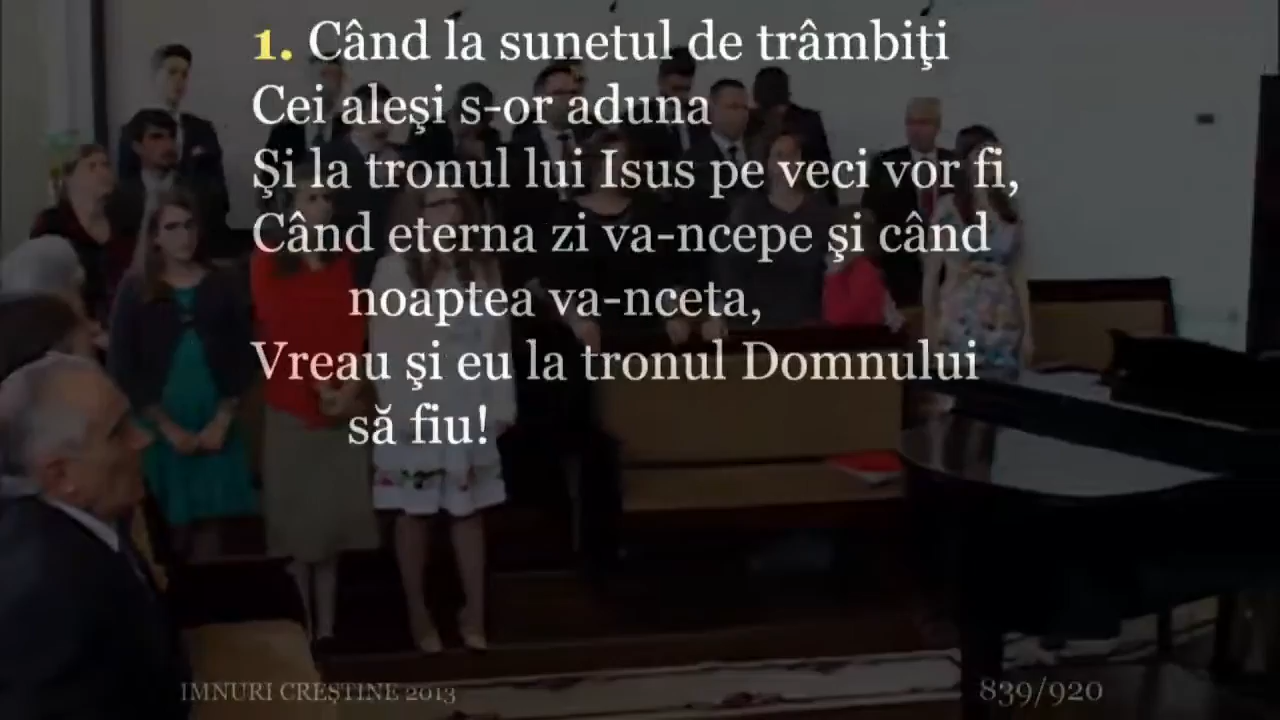 1. Când la sunetul de trâmbiţi
Cei aleşi s-or aduna
Şi la tronul lui Isus pe veci vor fi,
Când eterna zi va-ncepe şi când
noaptea va-nceta,
Vreau şi eu la tronul Domnului
să fiu!
IMNURI CREŞTINE 2013
839/920